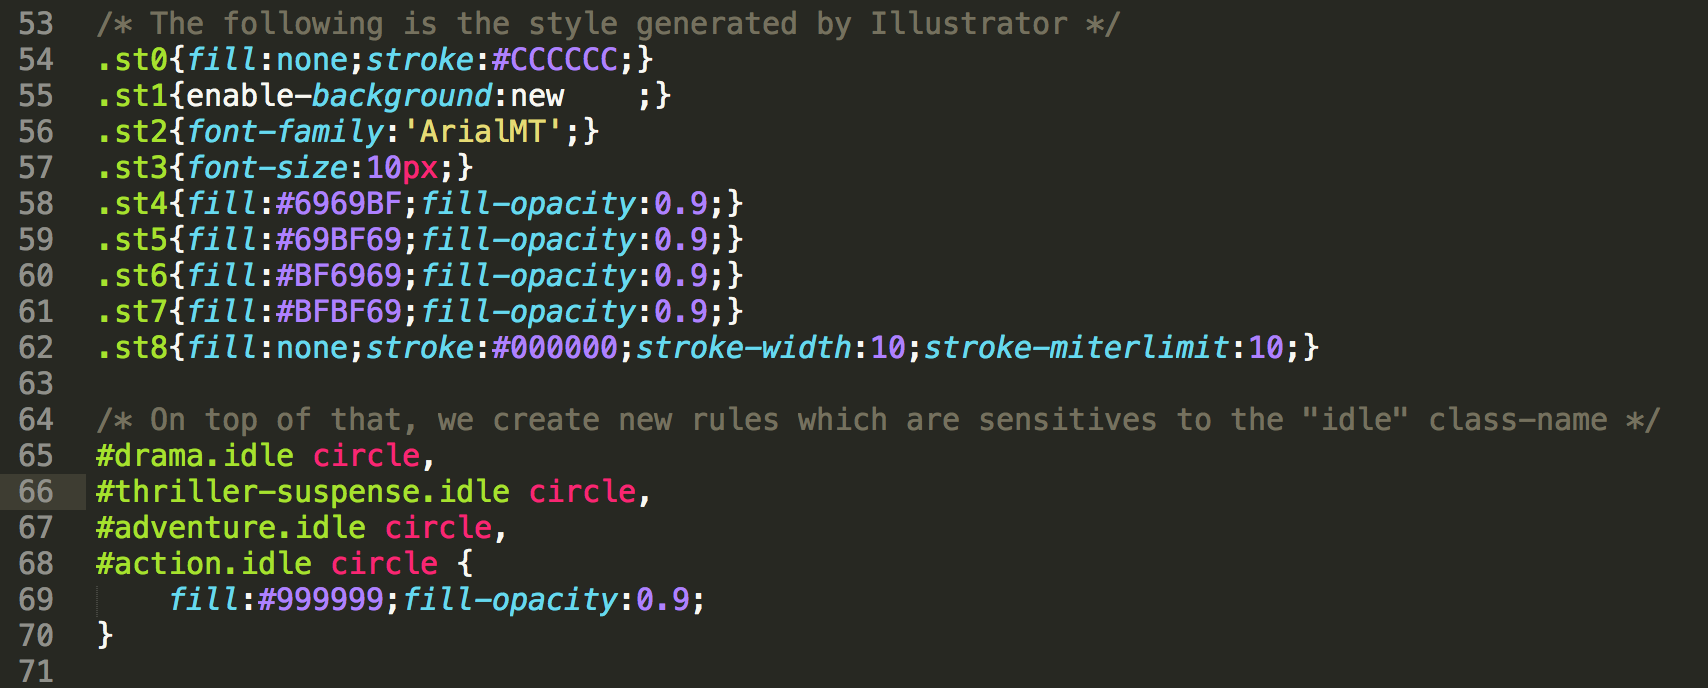 53 /* The following is the style generated by Illustrator */
54 .st0{fill:none;stroke:#CCCCCC;}
55 .st1{enable-background:new    ;}
56 .st2{font-family:'ArialMT';}
57 .st3{font-size:10px;}
58 .st4{fill:#6969BF;fill-opacity:0.9;}
59 .st5{fill:#69BF69;fill-opacity:0.9;}
60 .st6{fill:#BF6969;fill-opacity:0.9;}
61 .st7{fill:#BFBF69;fill-opacity:0.9;}
62 .st8{fill:none;stroke:#000000;stroke-width:10;stroke-miterlimit:10;}
63
64 /* On top of that, we create new rules which are sensitives to the "idle" class-name */
65 #drama.idle circle,
66 #thriller-suspense.idle circle,
67 #adventure.idle circle,
68 #action.idle circle {
69     fill:#999999;fill-opacity:0.9;
70 }
71